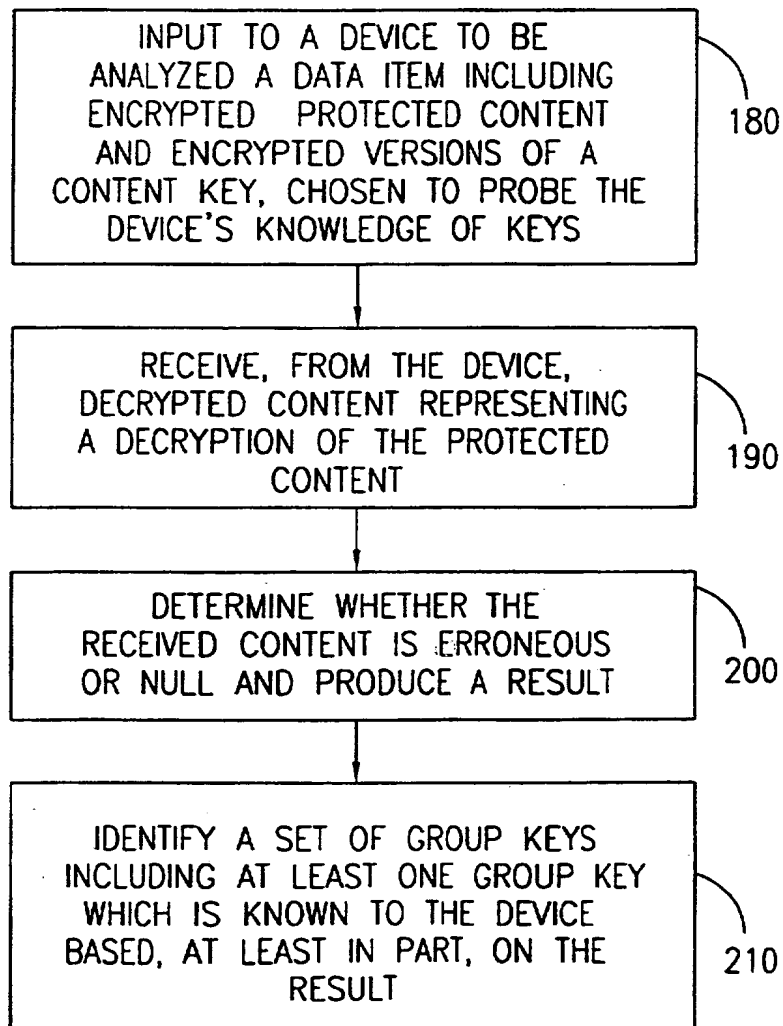 INPUT TO A DEVICE TO BE
ANALYZED A DATA ITEM INCLUDING
ENCRYPTED PROTECTED CONTENT
AND ENCRYPTED VERSIONS OF A
CONTENT KEY, CHOSEN TO PROBE THE
DEVICE'S KNOWLEDGE OF KEYS
180
RECEIVE, FROM THE DEVICE,
DECRYPTED CONTENT REPRESENTING
A DECRYPTION OF THE PROTECTED
CONTENT
190
DETERMINE WHETHER THE
RECEIVED CONTENT IS ERRONEOUS
OR NULL AND PRODUCE A RESULT
200
IDENTIFY A SET OF GROUP KEYS
INCLUDING AT LEAST ONE GROUP KEY
WHICH IS KNOWN TO THE DEVICE
BASED, AT LEAST IN PART, ON THE
RESULT
210